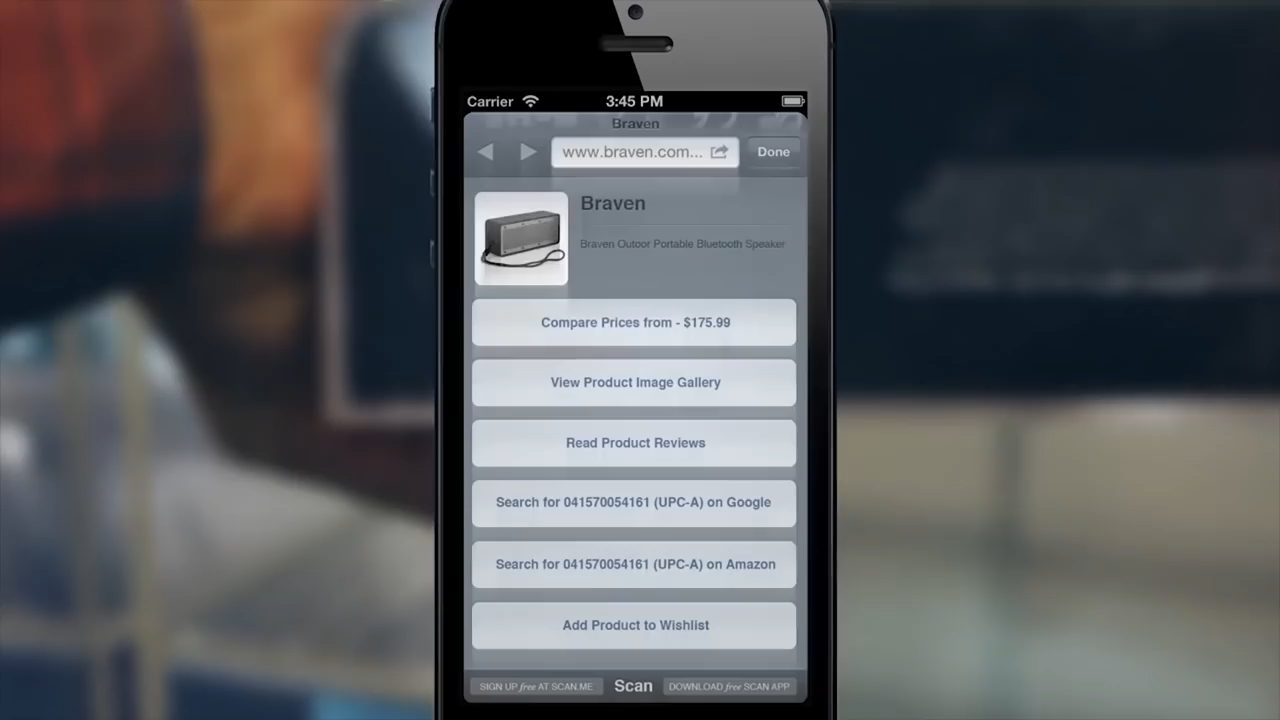 Carrier 3:45 PM
Braven
www.braven.com... Done
Braven
Braven Outoor Portable Bluetooth Speaker
Compare Prices from - $175.99
View Product Image Gallery
Read Product Reviews
Search for 041570054161 (UPC-A) on Google
Search for 041570054161 (UPC-A) on Amazon
Add Product to Wishlist
SIGN UP free AT SCAN.ME Scan DOWNLOAD free SCAN APP